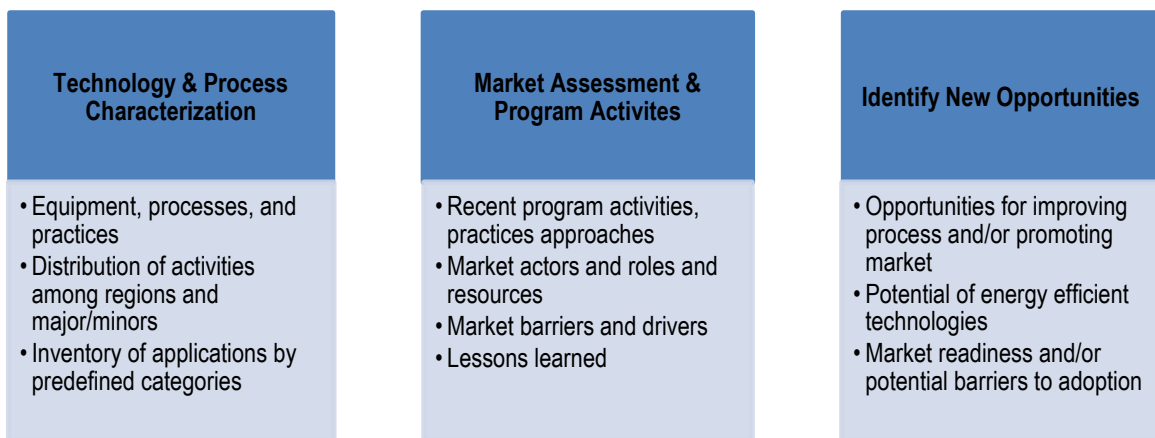 Technology & Process
Characterization
• Equipment, processes, and
practices
• Distribution of activities
among regions and
major/minors
• Inventory of applications by
predefined categories
Market Assessment &
Program Activites
• Recent program activities,
practices approaches
• Market actors and roles and
resources
• Market barriers and drivers
• Lessons learned
Identify New Opportunities
• Opportunities for improving
process and/or promoting
market
• Potential of energy efficient
technologies
• Market readiness and/or
potential barriers to adoption